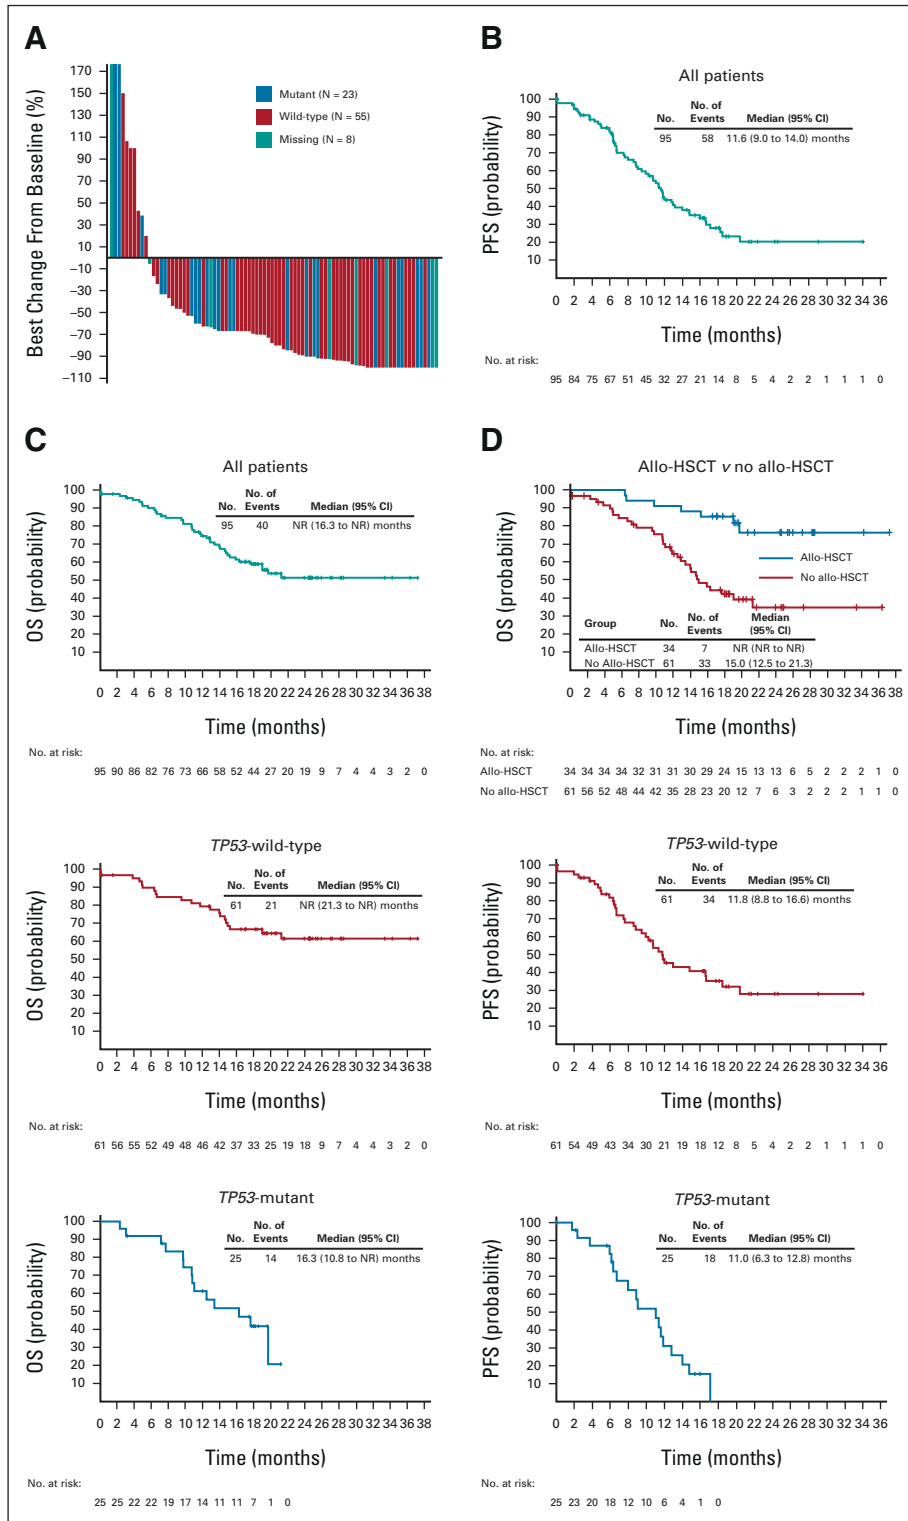 A
Best Change From Baseline (%)
170
150
130
110
90
70
50
30
10
−10
−30
−50
−70
−90
−110
Mutant (N = 23)
Wild-type (N = 55)
Missing (N = 8)
B
All patients
PFS (probability)
100
90
80
70
60
50
40
30
20
10
No. No. of Events Median (95% CI)
95 58 11.6 (9.0 to 14.0) months
0 2 4 6 8 10 12 14 16 18 20 22 24 26 28 30 32 34 36
Time (months)
No. at risk:
95 84 75 67 51 45 32 27 21 14 8 5 4 2 2 1 1 1 0
C
All patients
OS (probability)
100
90
80
70
60
50
40
30
20
10
No. No. of Events Median (95% CI)
95 40 NR (16.3 to NR) months
0 2 4 6 8 10 12 14 16 18 20 22 24 26 28 30 32 34 36 38
Time (months)
No. at risk:
95 90 86 82 76 73 66 58 52 44 27 20 19 9 7 4 4 3 2 0
D
Allo-HSCT v no allo-HSCT
OS (probability)
100
90
80
70
60
50
40
30
20
10
Allo-HSCT
No allo-HSCT
Group No. No. of Events Median (95% CI)
Allo-HSCT 34 7 NR (NR to NR)
No Allo-HSCT 61 33 15.0 (12.5 to 21.3)
0 2 4 6 8 10 12 14 16 18 20 22 24 26 28 30 32 34 36 38
Time (months)
No. at risk:
Allo-HSCT 34 34 34 34 32 31 31 30 29 24 15 13 13 6 5 2 2 2 1 0
No allo-HSCT 61 56 52 48 44 42 35 28 23 20 12 7 6 3 2 2 2 1 1 0
TP53-wild-type
OS (probability)
100
90
80
70
60
50
40
30
20
10
No. No. of Events Median (95% CI)
61 21 NR (21.3 to NR) months
0 2 4 6 8 10 12 14 16 18 20 22 24 26 28 30 32 34 36 38
Time (months)
No. at risk:
61 56 55 52 49 48 46 42 37 33 25 19 18 9 7 4 4 3 2 0
TP53-wild-type
PFS (probability)
100
90
80
70
60
50
40
30
20
10
No. No. of Events Median (95% CI)
61 34 11.8 (8.8 to 16.6) months
0 2 4 6 8 10 12 14 16 18 20 22 24 26 28 30 32 34 36
Time (months)
No. at risk:
61 54 49 43 34 30 21 19 18 12 8 5 4 2 2 1 1 1 0
TP53-mutant
OS (probability)
100
90
80
70
60
50
40
30
20
10
No. No. of Events Median (95% CI)
25 14 16.3 (10.8 to NR) months
0 2 4 6 8 10 12 14 16 18 20 22 24 26 28 30 32 34 36 38
Time (months)
No. at risk:
25 25 22 22 19 17 14 11 11 7 1 0
TP53-mutant
PFS (probability)
100
90
80
70
60
50
40
30
20
10
No. No. of Events Median (95% CI)
25 18 11.0 (6.3 to 12.8) months
0 2 4 6 8 10 12 14 16 18 20 22 24 26 28 30 32 34 36
Time (months)
No. at risk:
25 23 20 18 12 10 6 4 1 0